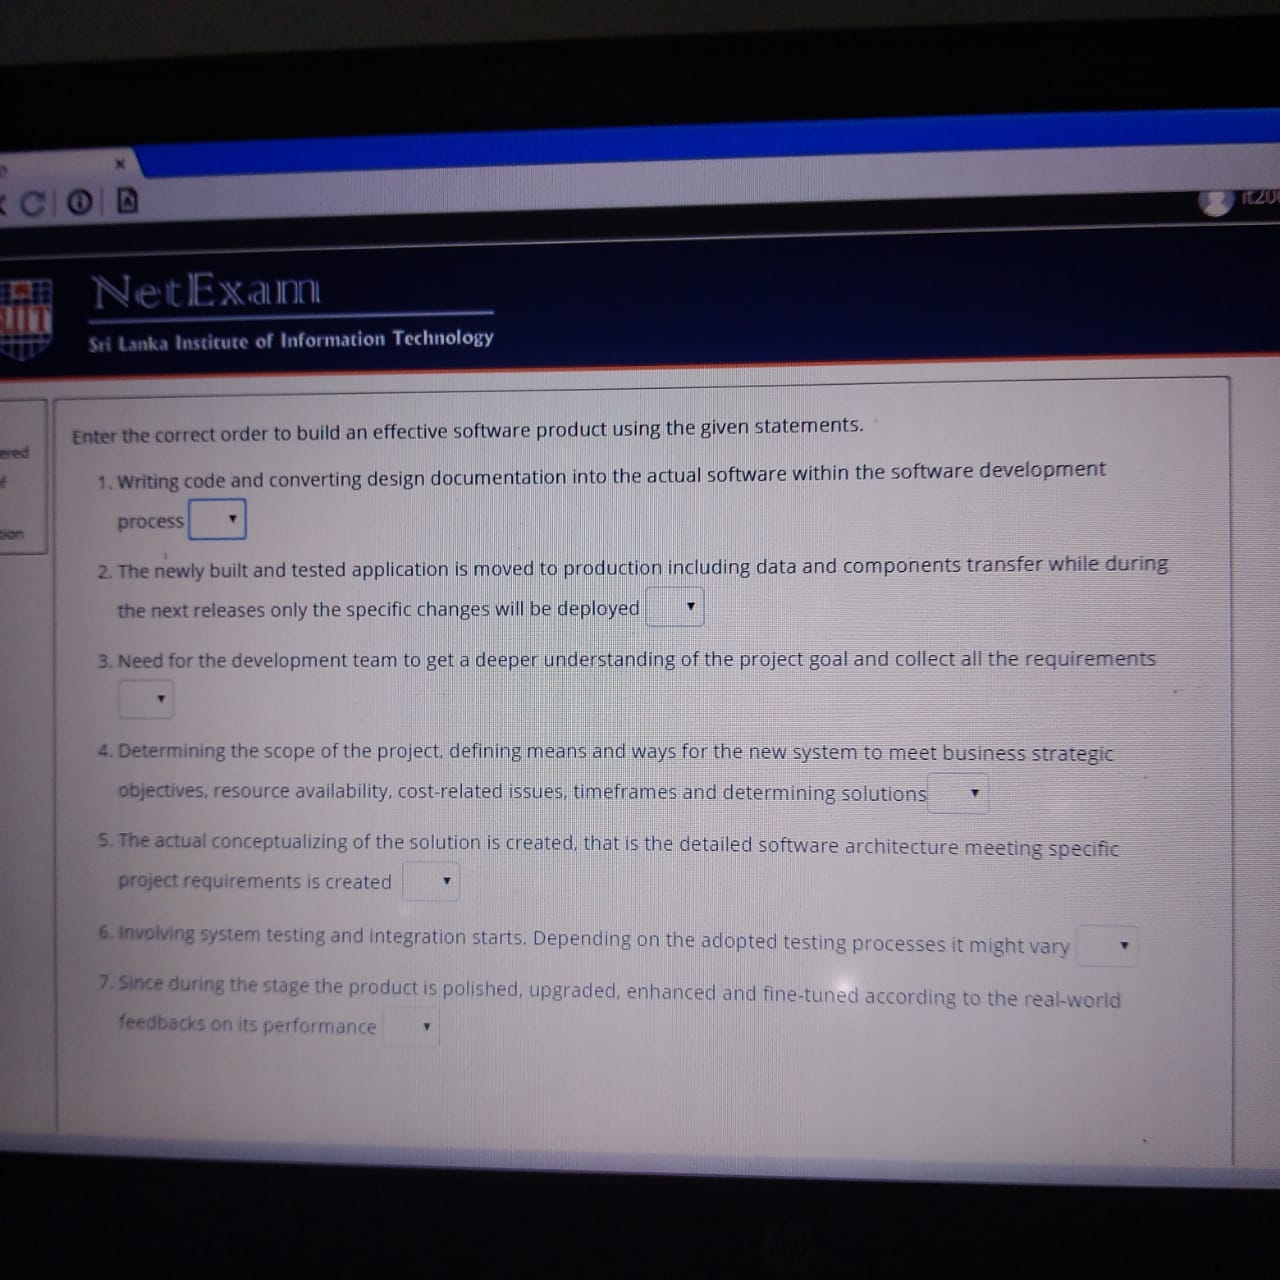 it20
NetExam
Sri Lanka Institute of Information Technology
ered
Enter the correct order to build an effective software product using the given statements.
1. Writing code and converting design documentation into the actual software within the software development
process
2. The newly built and tested application is moved to production including data and components transfer while during
the next releases only the specific changes will be deployed
3. Need for the development team to get a deeper understanding of the project goal and collect all the requirements
4. Determining the scope of the project, defining means and ways for the new system to meet business strategic
objectives, resource availability, cost-related issues, timeframes and determining solutions
5. The actual conceptualizing of the solution is created, that is the detailed software architecture meeting specific
project requirements is created
6. Involving system testing and integration starts. Depending on the adopted testing processes it might vary
7. Since during the stage the product is polished, upgraded, enhanced and fine-tuned according to the real-world
feedbacks on its performance
hp